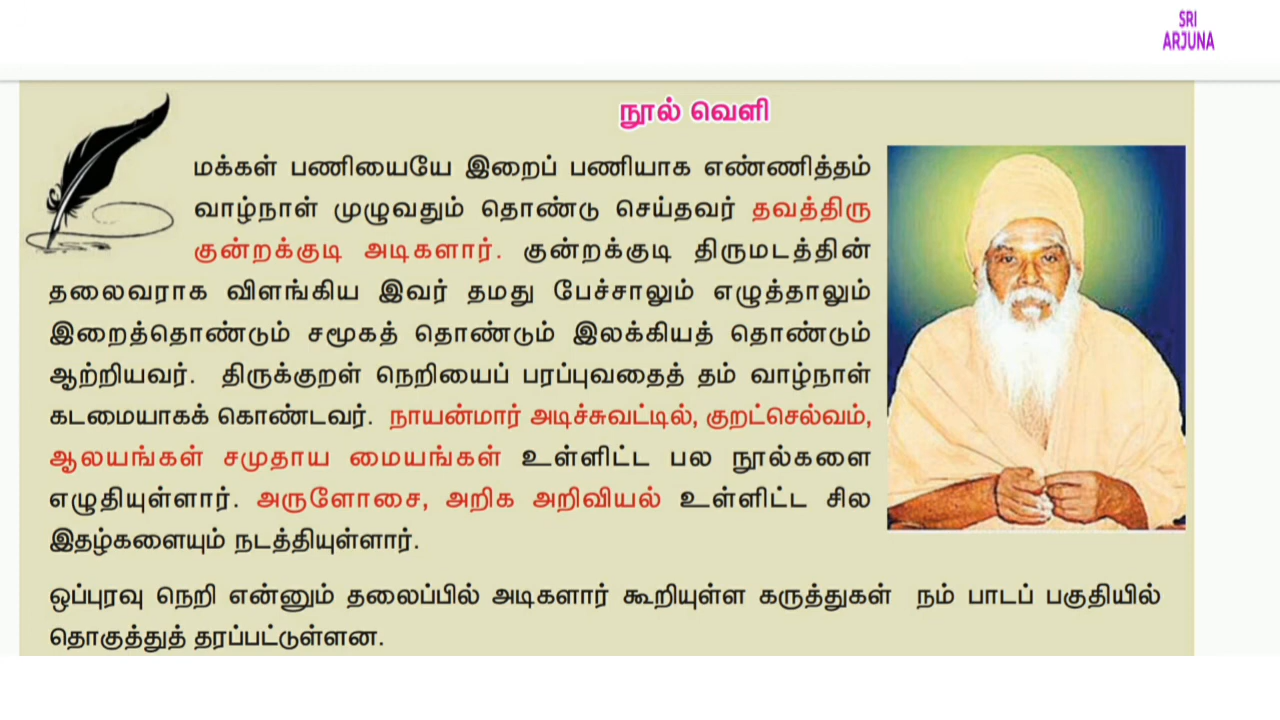 SRI
ARJUNA
நூல் வெளி
மக்கள் பணியையே இறைப் பணியாக எண்ணித்தம்
வாழ்நாள் முழுவதும் தொண்டு செய்தவர் தவத்திரு
குன்றக்குடி அடிகளார். குன்றக்குடி திருமடத்தின்
தலைவராக விளங்கிய இவர் தமது பேச்சாலும் எழுத்தாலும்
இறைத்தொண்டும் சமூகத் தொண்டும் இலக்கியத் தொண்டும்
ஆற்றியவர். திருக்குறள் நெறியைப் பரப்புவதைத் தம் வாழ்நாள்
கடமையாகக் கொண்டவர். நாயன்மார் அடிச்சுவட்டில், குறட்செல்வம்,
ஆலயங்கள் சமுதாய மையங்கள் உள்ளிட்ட பல நூல்களை
எழுதியுள்ளார். அருளோசை, அறிக அறிவியல் உள்ளிட்ட சில
இதழ்களையும் நடத்தியுள்ளார்.
ஒப்புரவு நெறி என்னும் தலைப்பில் அடிகளார் கூறியுள்ள கருத்துகள் நம் பாடப் பகுதியில்
தொகுத்துத் தரப்பட்டுள்ளன.